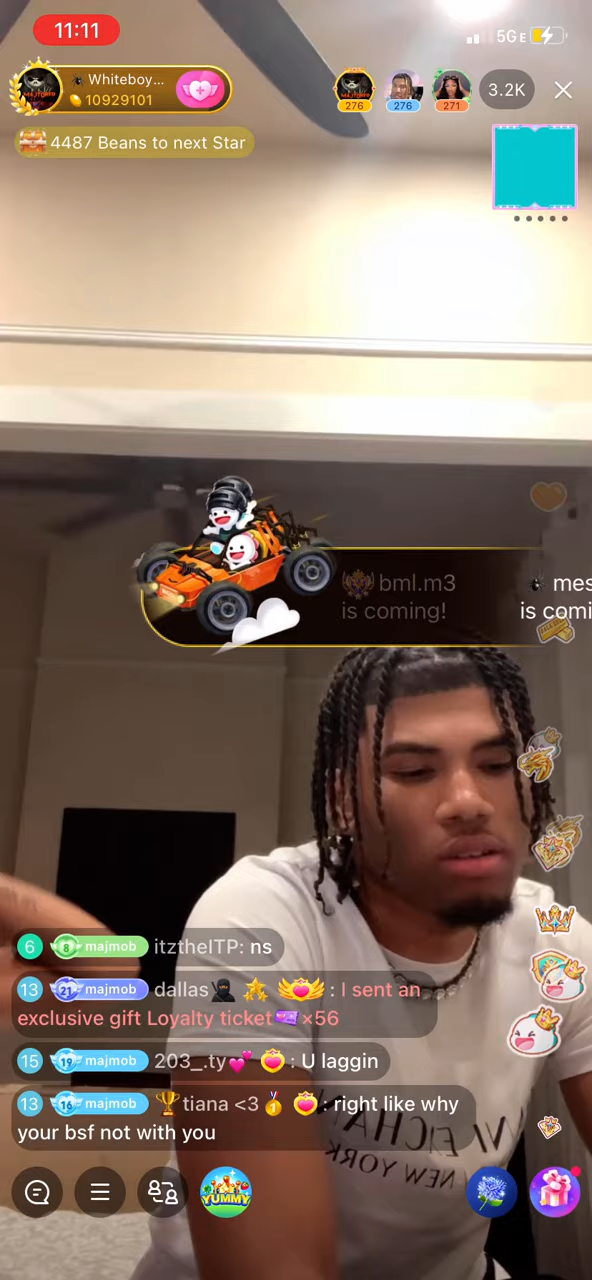 11:11
5G E
Whiteboy...
10929101
276
276
271
3.2K
4487 Beans to next Star
bml.m3
is coming!
mes
is comi
6 8 majmob itztheITP: ns
13 21 majmob dallas🥷🏿 🌟 : I sent an
exclusive gift Loyalty ticket ×56
15 19 majmob 203_.ty💕 : U laggin
13 16 majmob 🏆tiana <3🥇 : right like why
your bsf not with you
NEW YORK
YUMMY